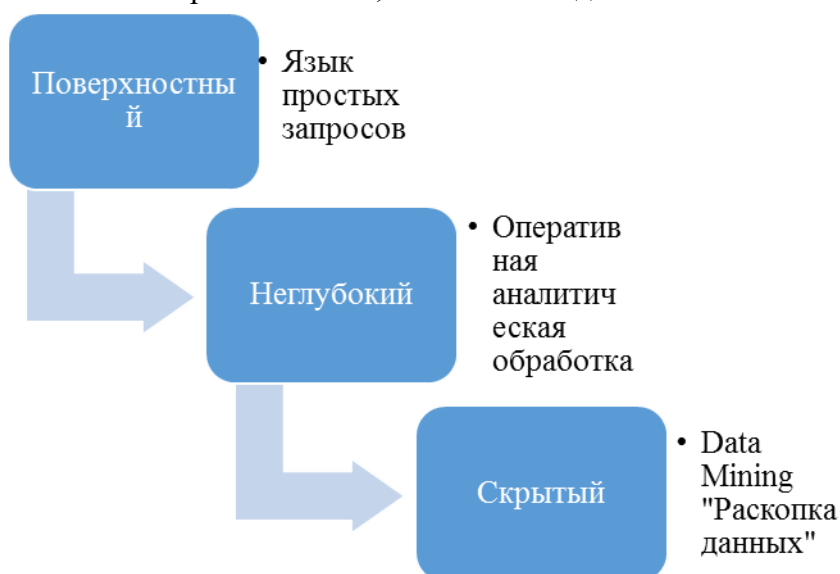 Поверхностны
й
• Язык
простых
запросов
Неглубокий
• Оператив
ная
аналитич
еская
обработка
Скрытый
• Data
Mining
"Раскопка
данных"